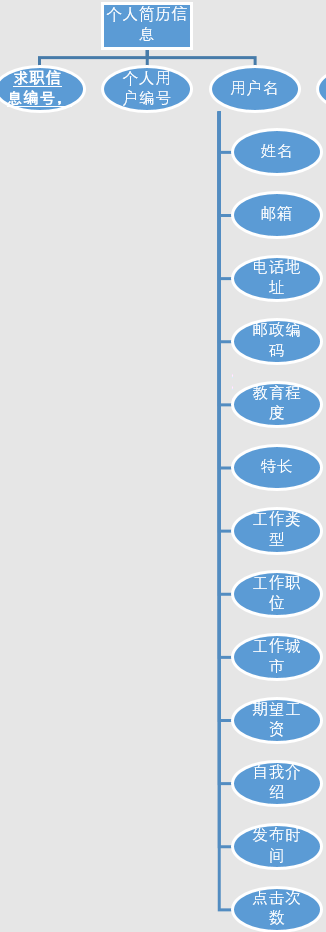 个人简历信
息
求职信
息编号，
个人用
户编号
用户名
姓名
邮箱
电话地
址
邮政编
码
教育程
度
特长
工作类
型
工作职
位
工作城
市
期望工
资
自我介
绍
发布时
间
点击次
数